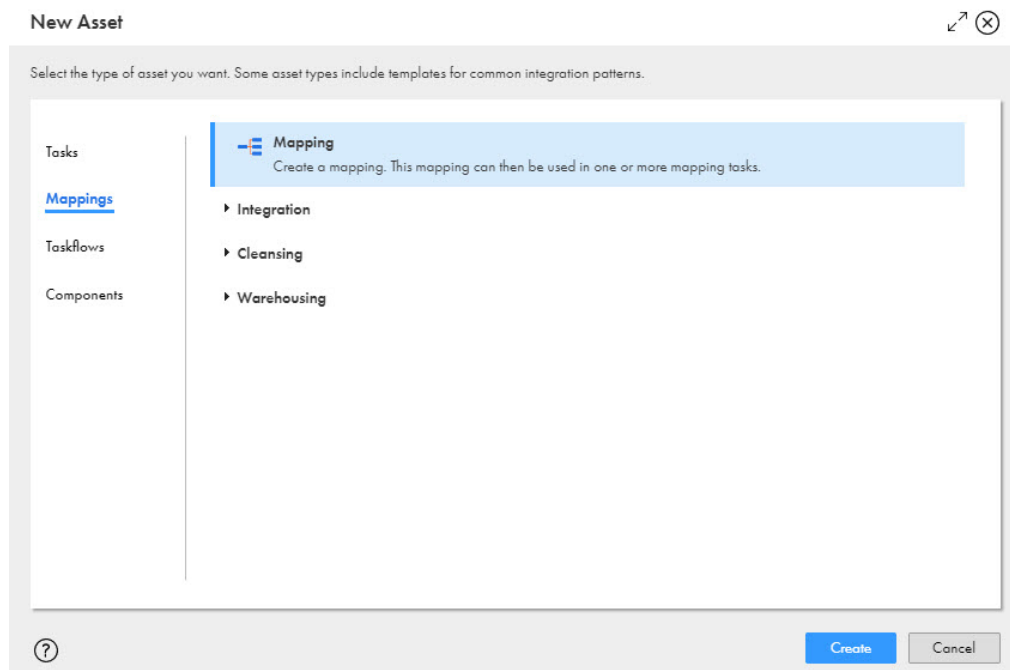 New Asset
Select the type of asset you want. Some asset types include templates for common integration patterns.
Tasks
Mappings
Taskflows
Components
Mapping
Create a mapping. This mapping can then be used in one or more mapping tasks.
Integration
Cleansing
Warehousing
?
Create
Cancel